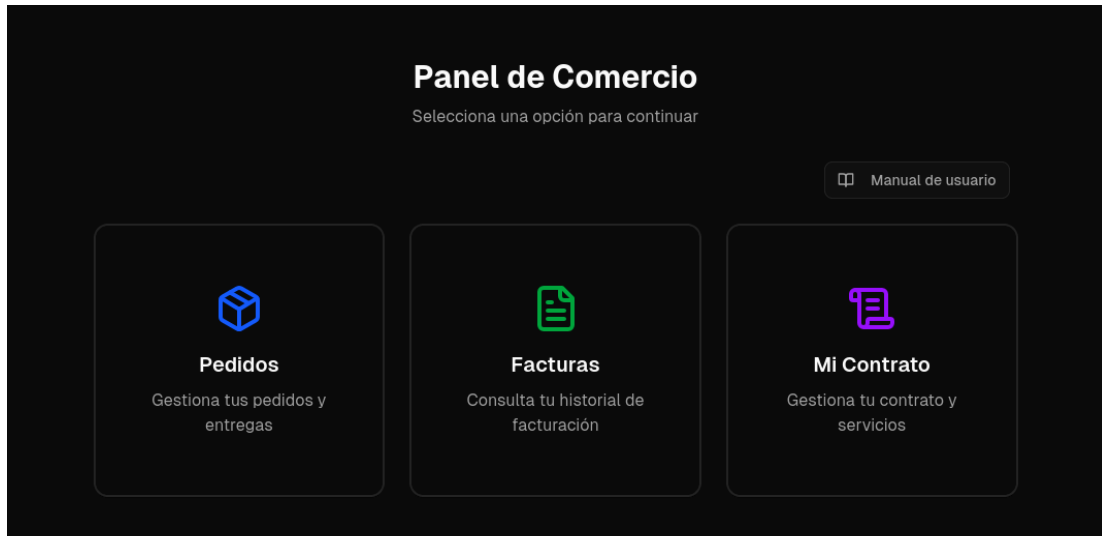 Panel de Comercio
Selecciona una opción para continuar
Manual de usuario
Pedidos
Gestiona tus pedidos y
entregas
Facturas
Consulta tu historial de
facturación
Mi Contrato
Gestiona tu contrato y
servicios